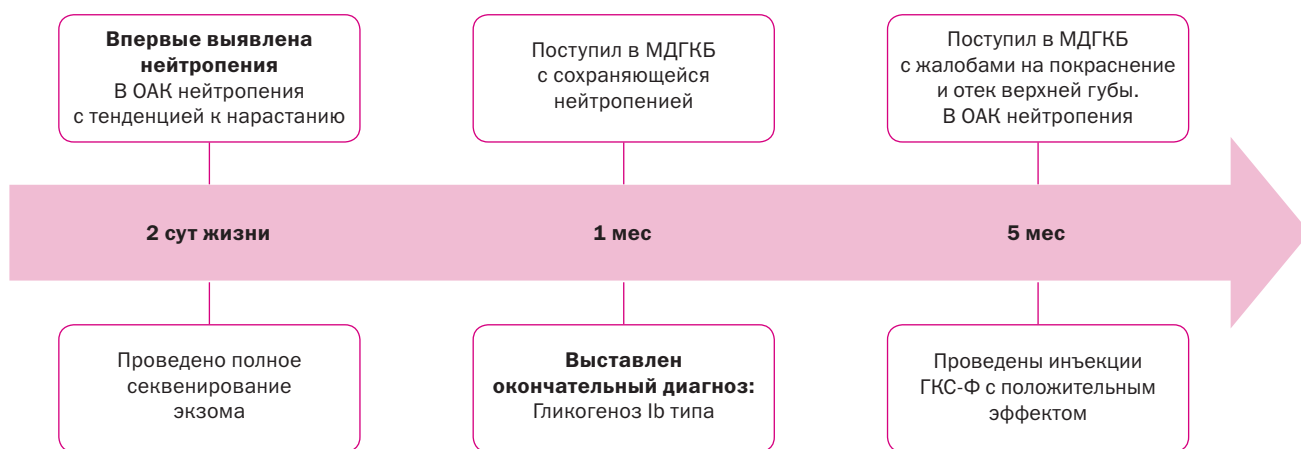 Впервые выявлена
нейтропения
В ОАК нейтропения
с тенденцией к нарастанию
Поступил в МДГКБ
с сохраняющейся
нейтропенией
Поступил в МДГКБ
с жалобами на покраснение
и отек верхней губы.
В ОАК нейтропения
2 сут жизни
1 мес
5 мес
Проведено полное
секвенирование
экзома
Выставлен
окончательный диагноз:
Гликогеноз Ib типа
Проведены инъекции
ГКС-Ф с положительным
эффектом